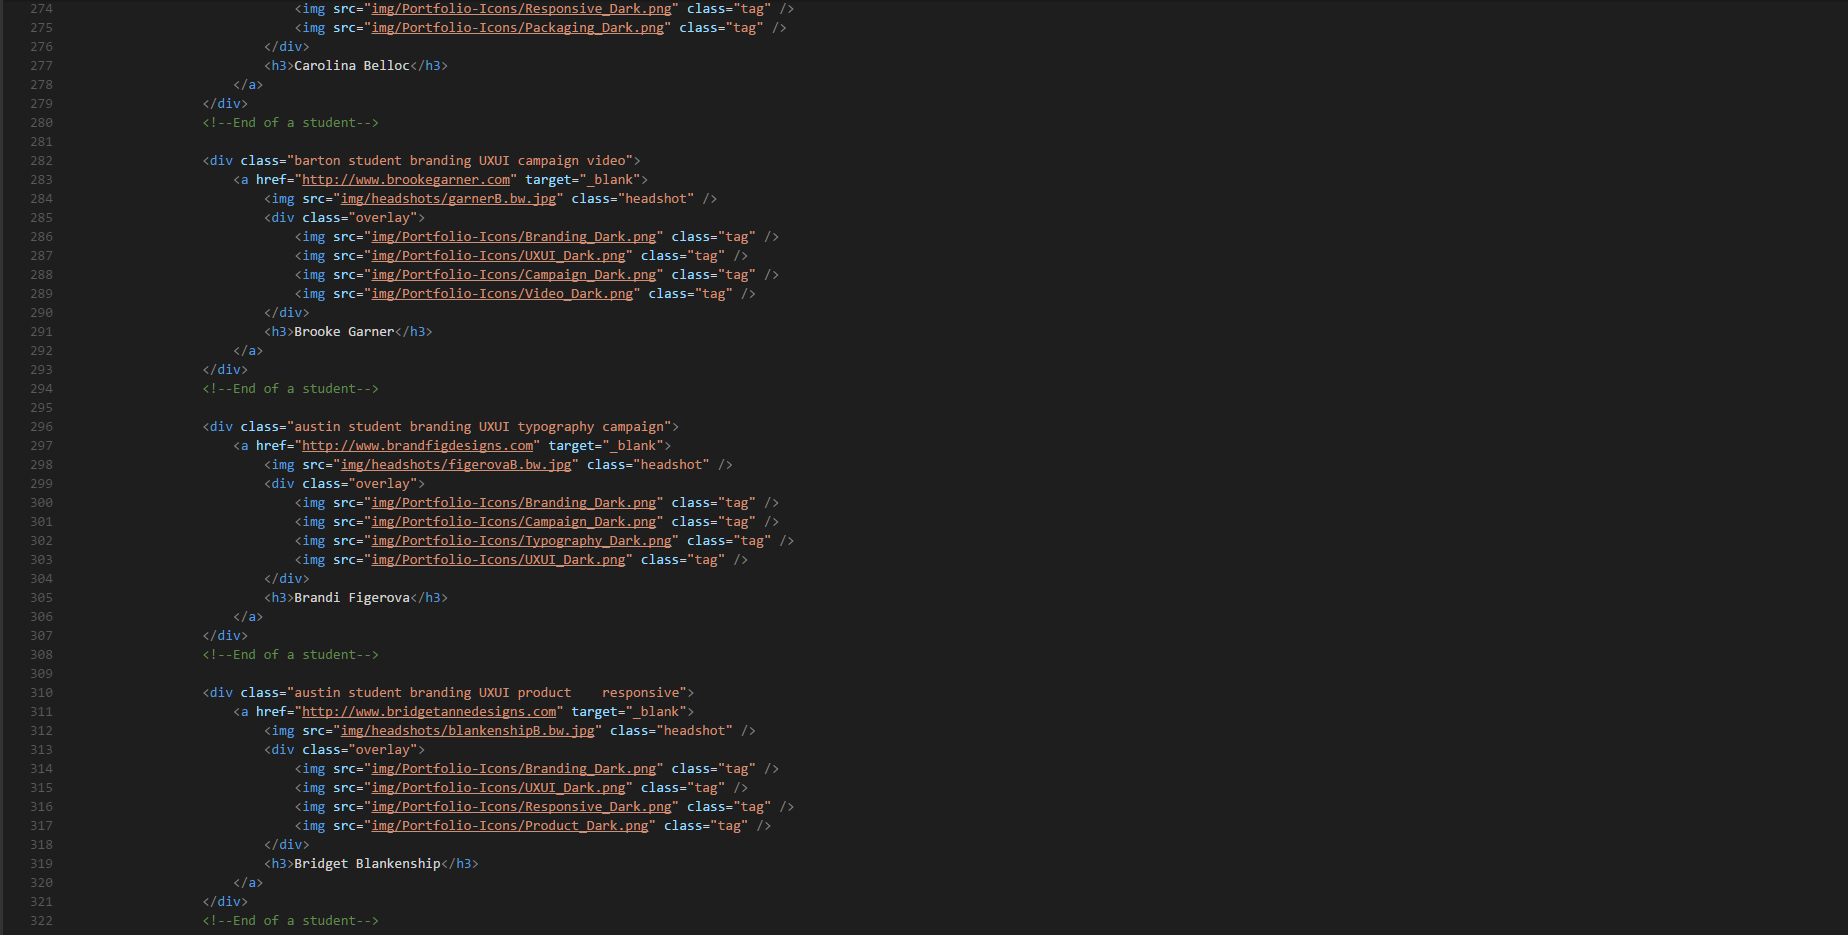 274 <img src="img/Portfolio-Icons/Responsive_Dark.png" class="tag" />
275 <img src="img/Portfolio-Icons/Packaging_Dark.png" class="tag" />
276 </div>
277 <h3>Carolina Belloc</h3>
278 </a>
279 </div>
280 <!--End of a student-->
281
282 <div class="barton student branding UXUI campaign video">
283 <a href="http://www.brookegarner.com" target="_blank">
284 <img src="img/headshots/garnerB.bw.jpg" class="headshot" />
285 <div class="overlay">
286 <img src="img/Portfolio-Icons/Branding_Dark.png" class="tag" />
287 <img src="img/Portfolio-Icons/UXUI_Dark.png" class="tag" />
288 <img src="img/Portfolio-Icons/Campaign_Dark.png" class="tag" />
289 <img src="img/Portfolio-Icons/Video_Dark.png" class="tag" />
290 </div>
291 <h3>Brooke Garner</h3>
292 </a>
293 </div>
294 <!--End of a student-->
295
296 <div class="austin student branding UXUI typography campaign">
297 <a href="http://www.brandfigdesigns.com" target="_blank">
298 <img src="img/headshots/figerovaB.bw.jpg" class="headshot" />
299 <div class="overlay">
300 <img src="img/Portfolio-Icons/Branding_Dark.png" class="tag" />
301 <img src="img/Portfolio-Icons/Campaign_Dark.png" class="tag" />
302 <img src="img/Portfolio-Icons/Typography_Dark.png" class="tag" />
303 <img src="img/Portfolio-Icons/UXUI_Dark.png" class="tag" />
304 </div>
305 <h3>Brandi Figerova</h3>
306 </a>
307 </div>
308 <!--End of a student-->
309
310 <div class="austin student branding UXUI product    responsive">
311 <a href="http://www.bridgetannedesigns.com" target="_blank">
312 <img src="img/headshots/blankenshipB.bw.jpg" class="headshot" />
313 <div class="overlay">
314 <img src="img/Portfolio-Icons/Branding_Dark.png" class="tag" />
315 <img src="img/Portfolio-Icons/UXUI_Dark.png" class="tag" />
316 <img src="img/Portfolio-Icons/Responsive_Dark.png" class="tag" />
317 <img src="img/Portfolio-Icons/Product_Dark.png" class="tag" />
318 </div>
319 <h3>Bridget Blankenship</h3>
320 </a>
321 </div>
322 <!--End of a student-->